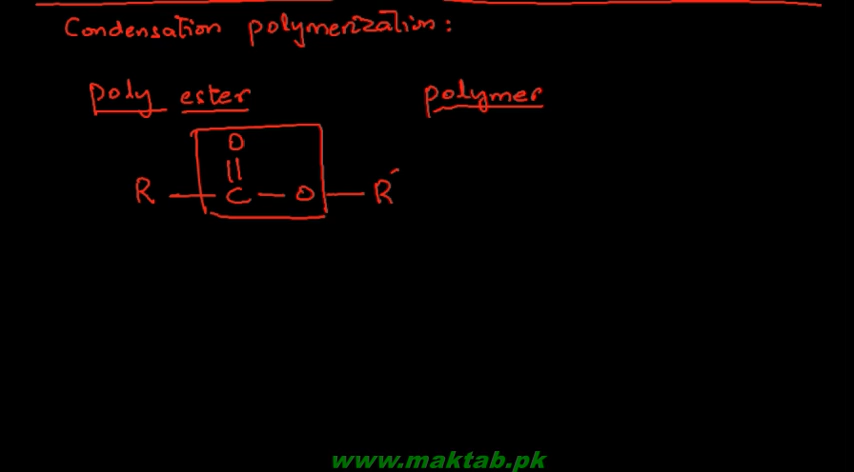 Condensation polymerization:
poly ester polymer
O
||
R — C — O — R´
www.maktab.pk